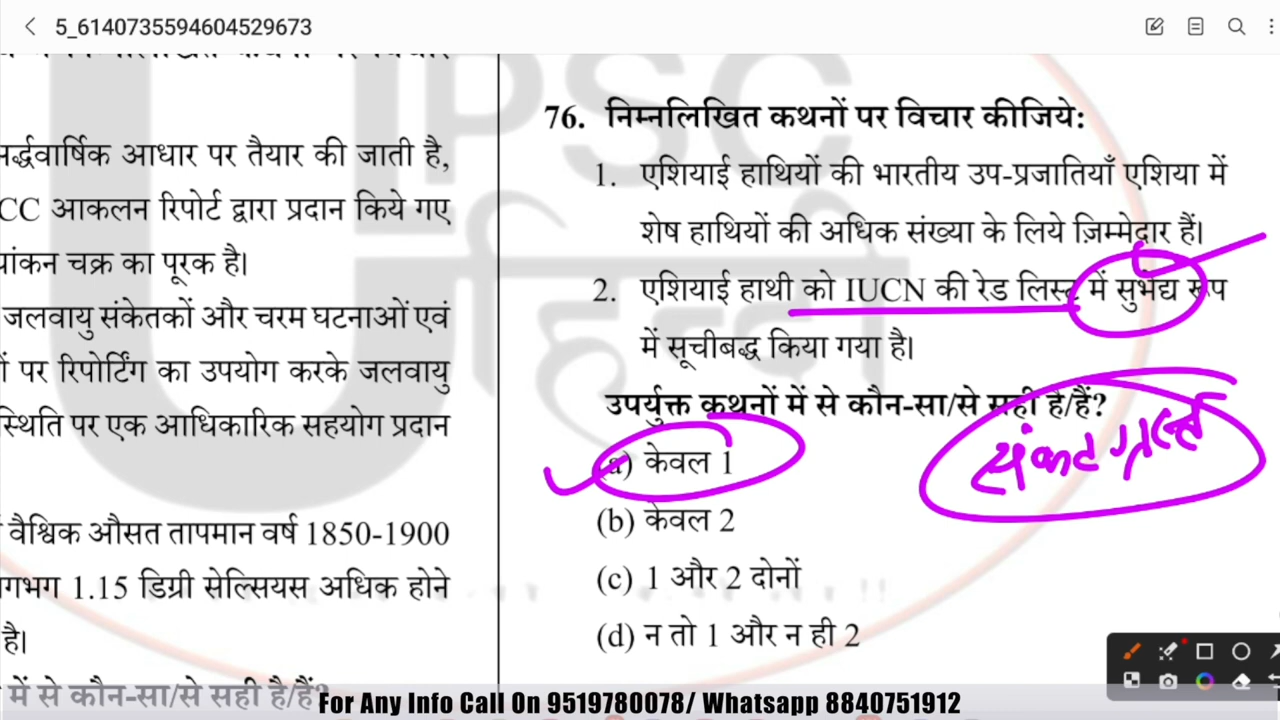 5_6140735594604529673
र्द्धवार्षिक आधार पर तैयार की जाती है,
CC आकलन रिपोर्ट द्वारा प्रदान किये गए
यांकन चक्र का पूरक है।
जलवायु संकेतकों और चरम घटनाओं एवं
ों पर रिपोर्टिंग का उपयोग करके जलवायु
स्थिति पर एक आधिकारिक सहयोग प्रदान
वैश्विक औसत तापमान वर्ष 1850-1900
गभग 1.15 डिग्री सेल्सियस अधिक होने
है।
में से कौन-सा/से सही है/हैं?
76. निम्नलिखित कथनों पर विचार कीजिये:
1. एशियाई हाथियों की भारतीय उप-प्रजातियाँ एशिया में
शेष हाथियों की अधिक संख्या के लिये ज़िम्मेदार हैं।
2. एशियाई हाथी को IUCN की रेड लिस्ट में सुभेद्य रूप
में सूचीबद्ध किया गया है।
उपर्युक्त कथनों में से कौन-सा/से सही है/हैं?
संकटग्रस्त
(a) केवल 1
(b) केवल 2
(c) 1 और 2 दोनों
(d) न तो 1 और न ही 2
UPSC
हिन्दी
For Any Info Call On 9519780078/ Whatsapp 8840751912